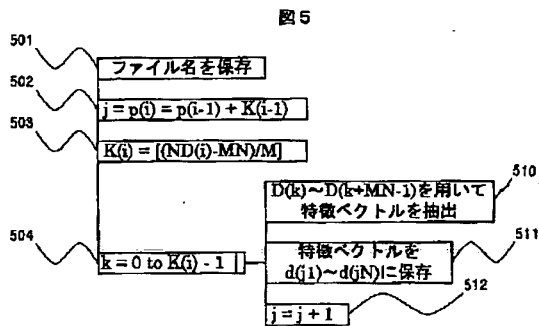 図5
501
ファイル名を保存
502
j = p(i) = p(i-1) + K(i-1)
503
K(i) = [(ND(i)-MN)/M]
504
k = 0 to K(i) - 1
510
D(k)～D(k+MN-1)を用いて
特徴ベクトルを抽出
511
特徴ベクトルを
d(j1)～d(jN)に保存
512
j = j + 1